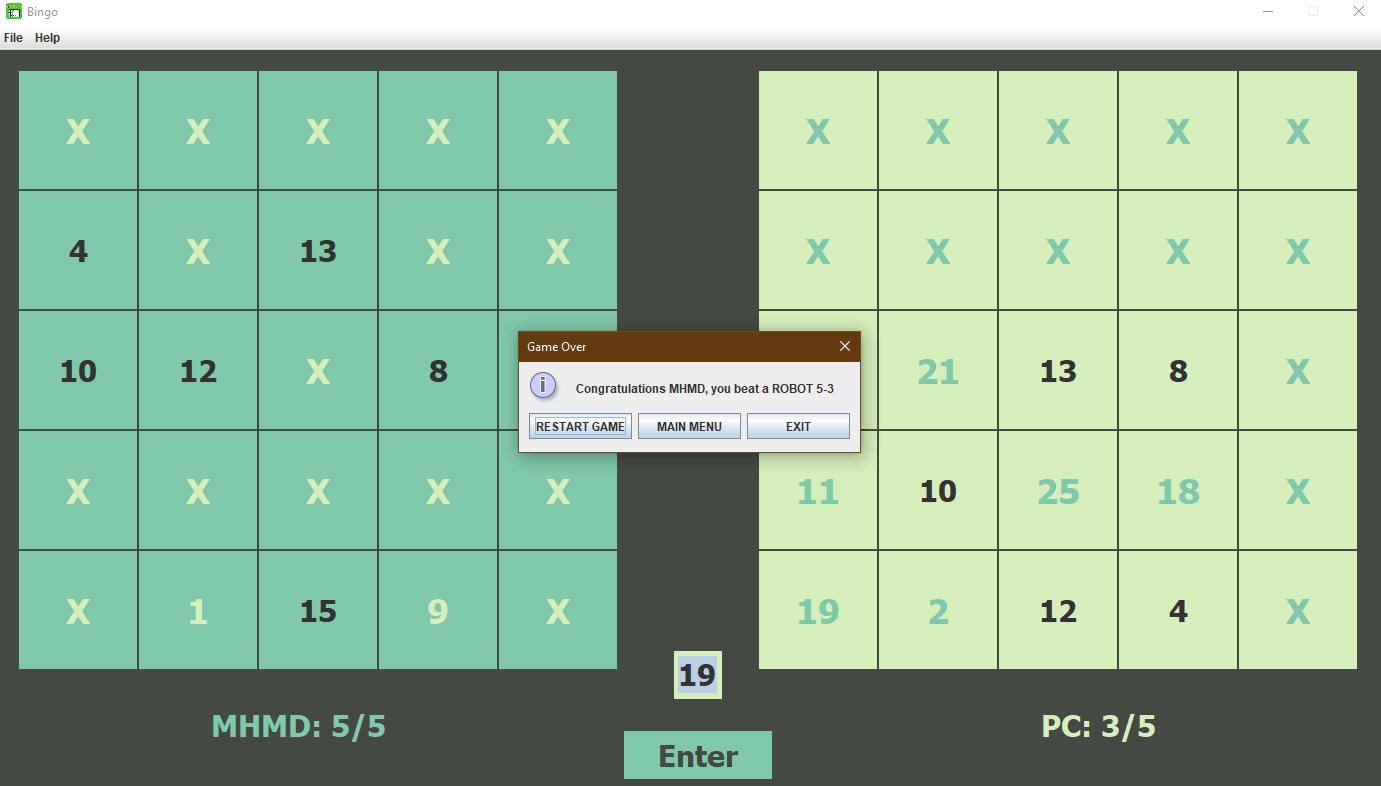 Bingo
File Help
X X X X X X X X X X
4 X 13 X X X X X X X
Game Over
10 12 X 8 21 13 8 X
Congratulations MHMD, you beat a ROBOT 5-3
RESTART GAME MAIN MENU EXIT
X X X X X 11 10 25 18 X
X 1 15 9 X 19 2 12 4 X
19
MHMD: 5/5 PC: 3/5
Enter